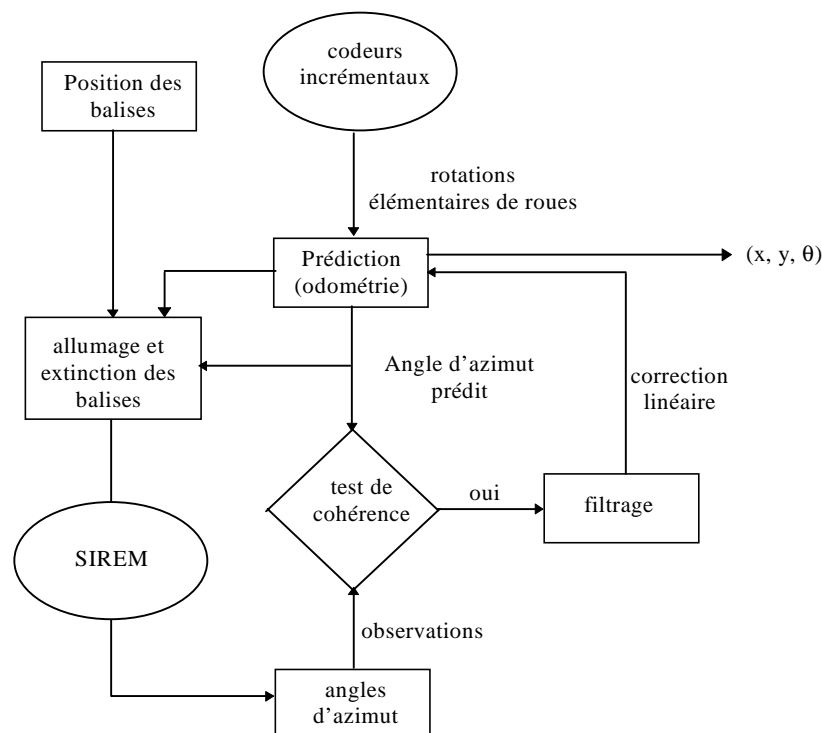 codeurs
incrémentaux
Position des
balises
rotations
élémentaires de roues
Prédiction
(odométrie)
(x, y, θ)
allumage et
extinction des
balises
Angle d'azimut
prédit
correction
linéaire
test de
cohérence
oui
filtrage
SIREM
observations
angles
d'azimut